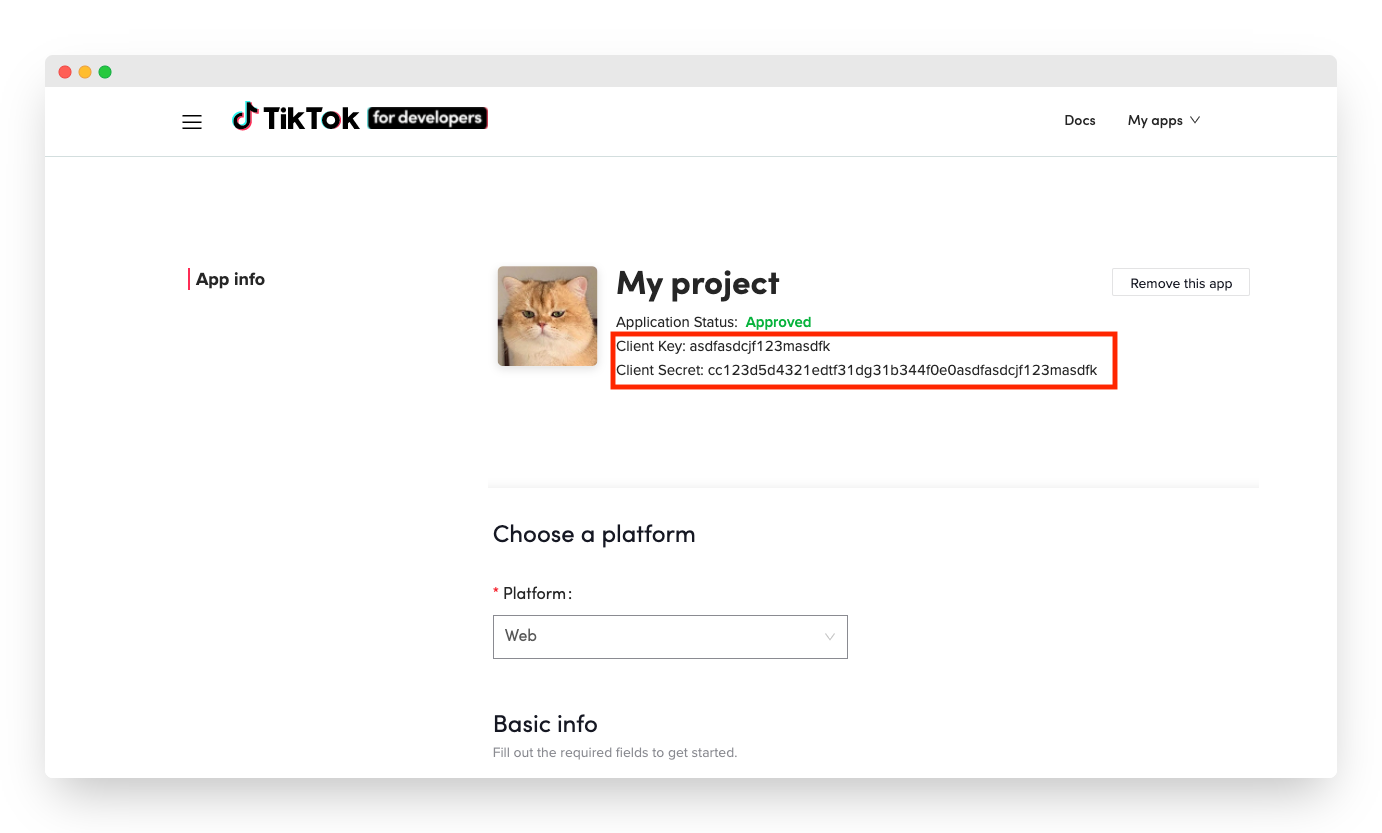 TikTok for developers
Docs
My apps
App info
My project
Remove this app
Application Status: Approved
Client Key: asdfasdcjf123masdfk
Client Secret: cc123d5d4321edtf31dg31b344f0e0asdfasdcjf123masdfk
Choose a platform
* Platform:
Web
Basic info
Fill out the required fields to get started.